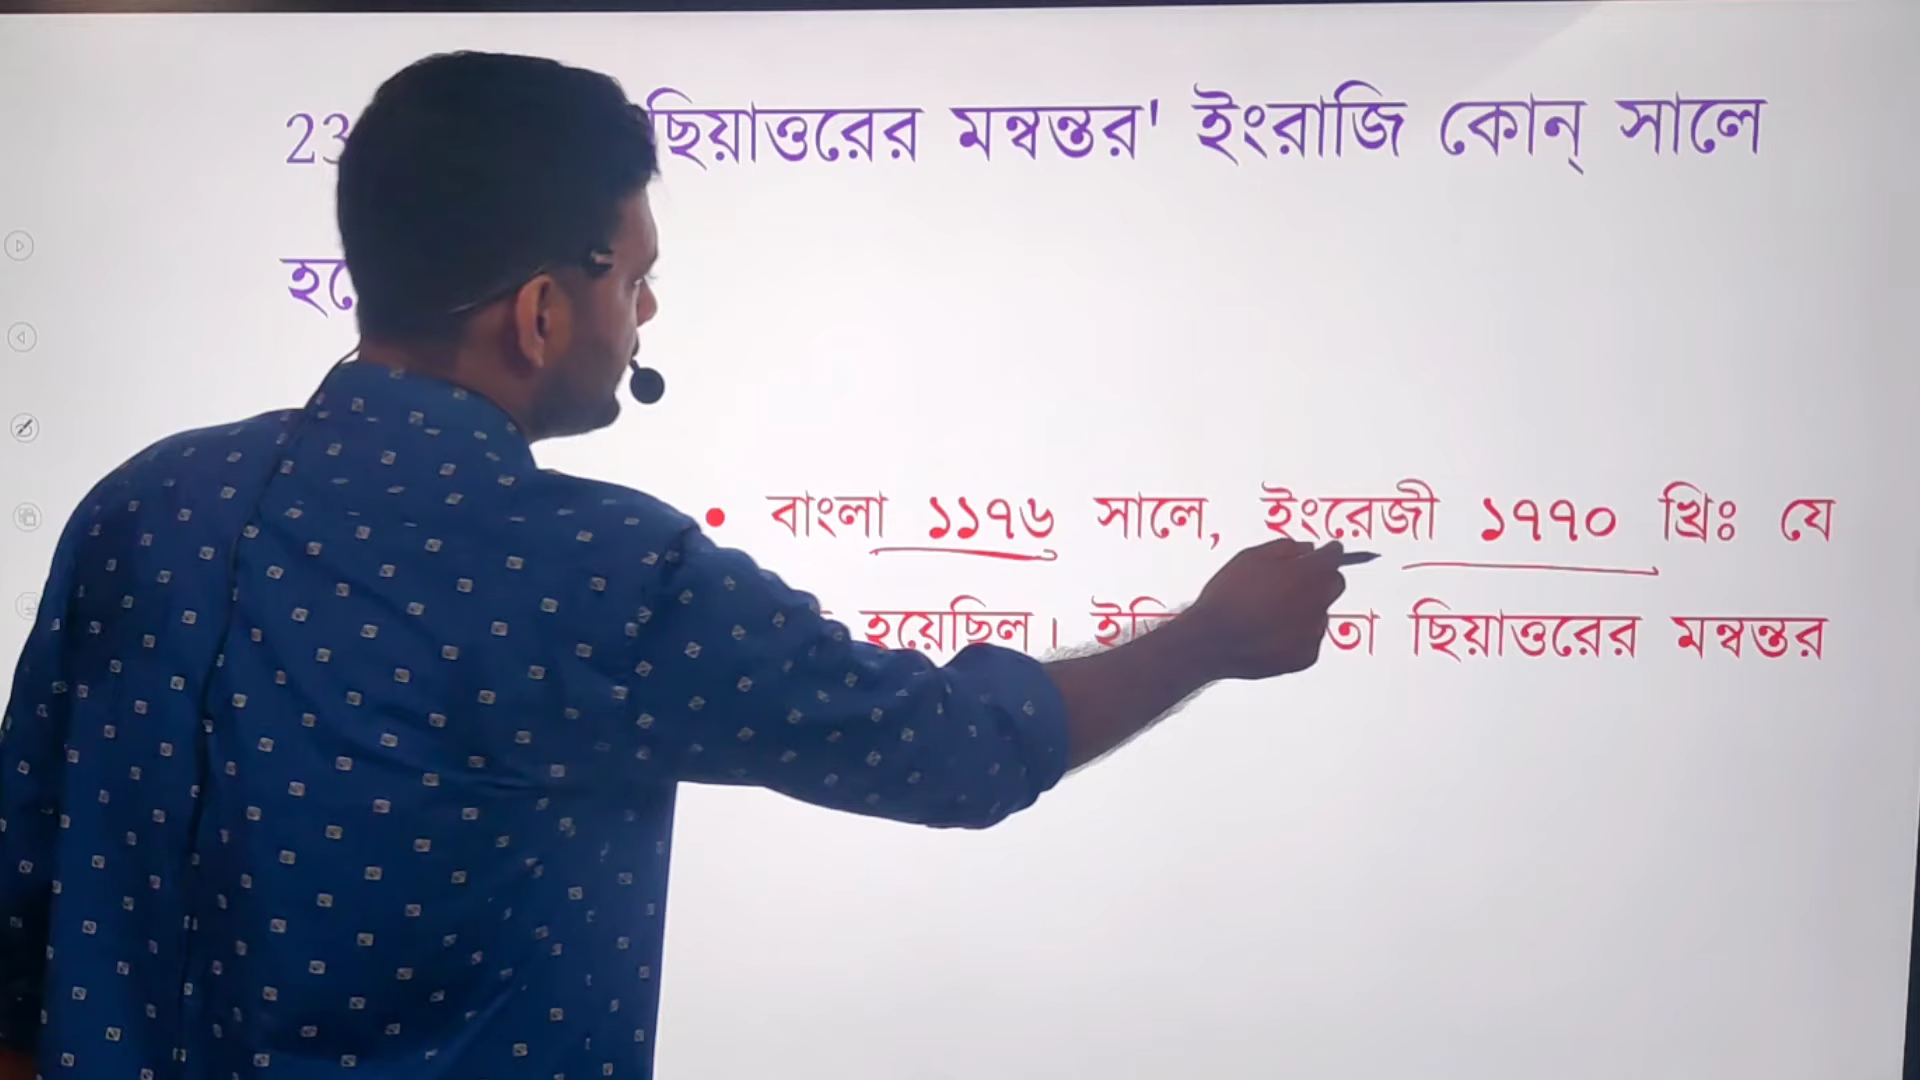 23 ছিয়াত্তরের মন্বন্তর' ইংরাজি কোন্ সালে
• বাংলা ১১৭৬ সালে, ইংরেজী ১৭৭০ খ্রিঃ যে
হয়েছিল। তা ছিয়াত্তরের মন্বন্তর